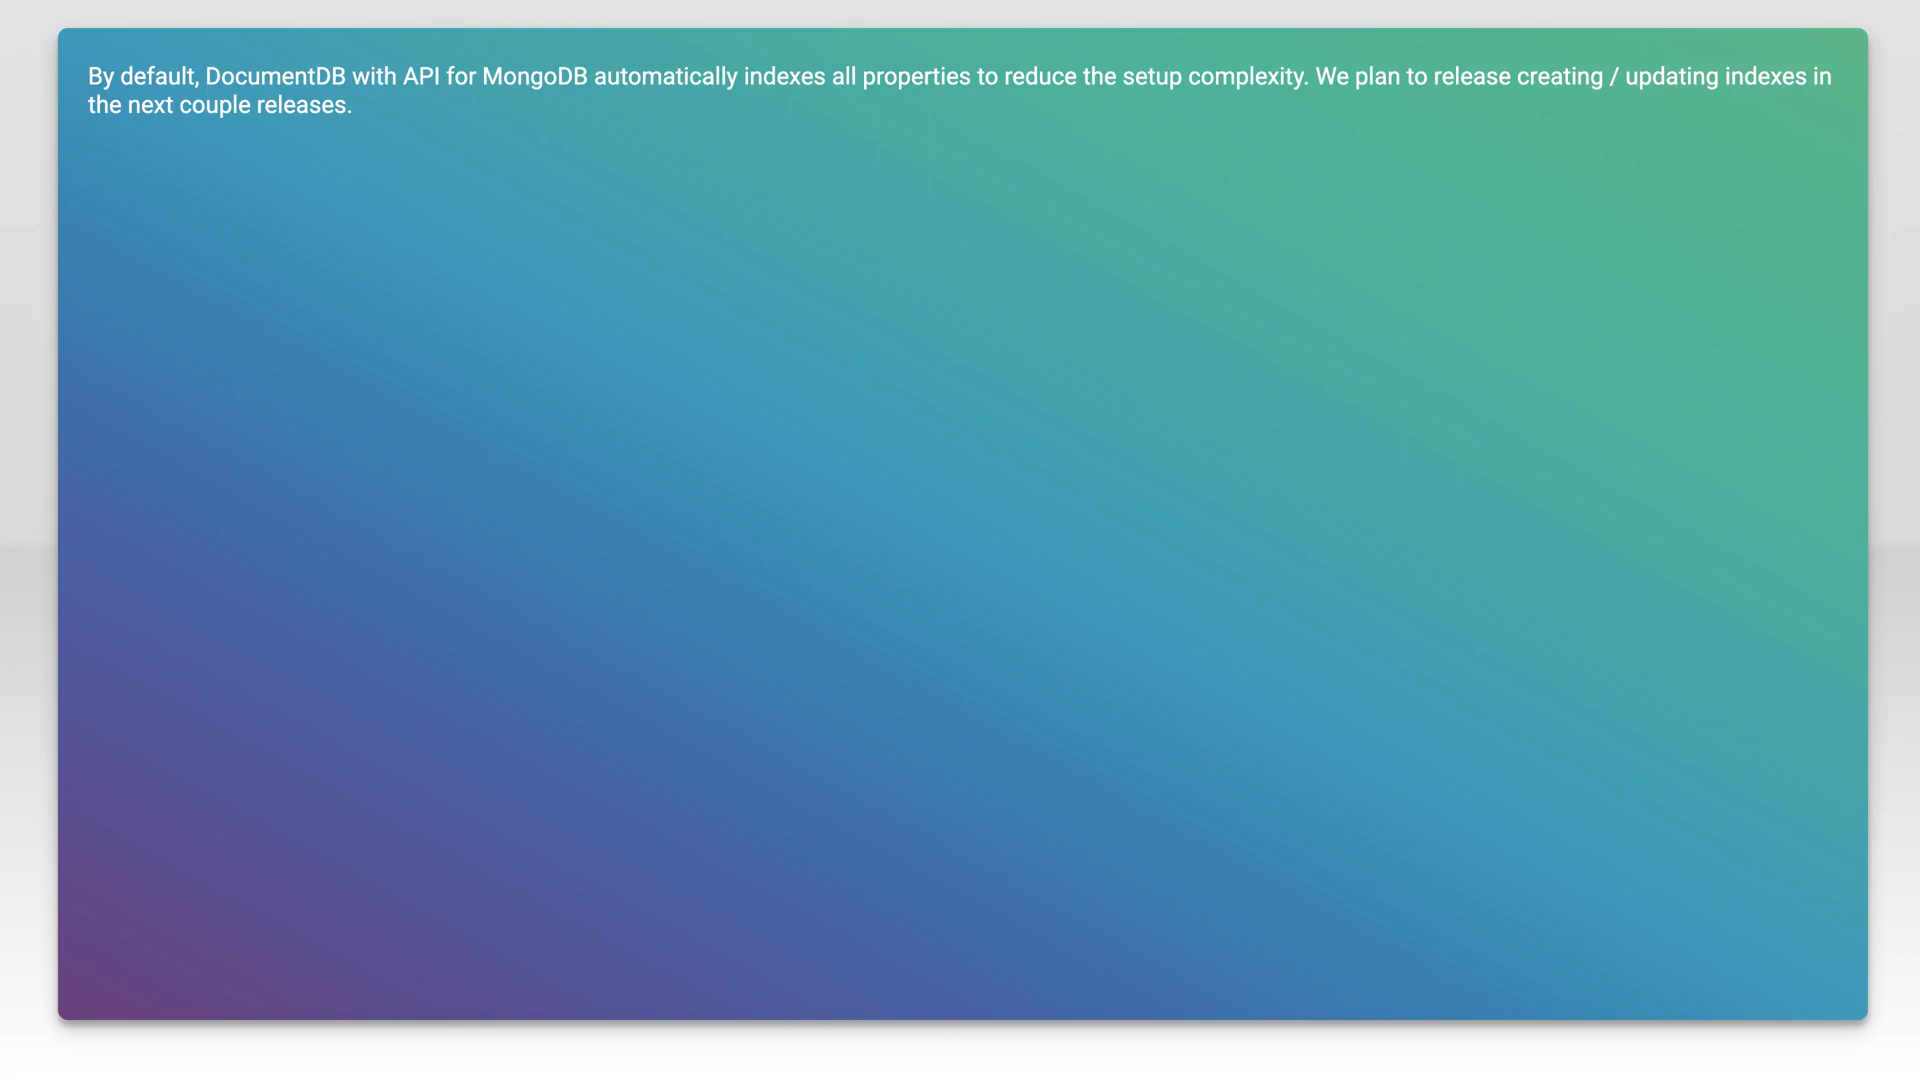 By default, DocumentDB with API for MongoDB automatically indexes all properties to reduce the setup complexity. We plan to release creating / updating indexes in
the next couple releases.